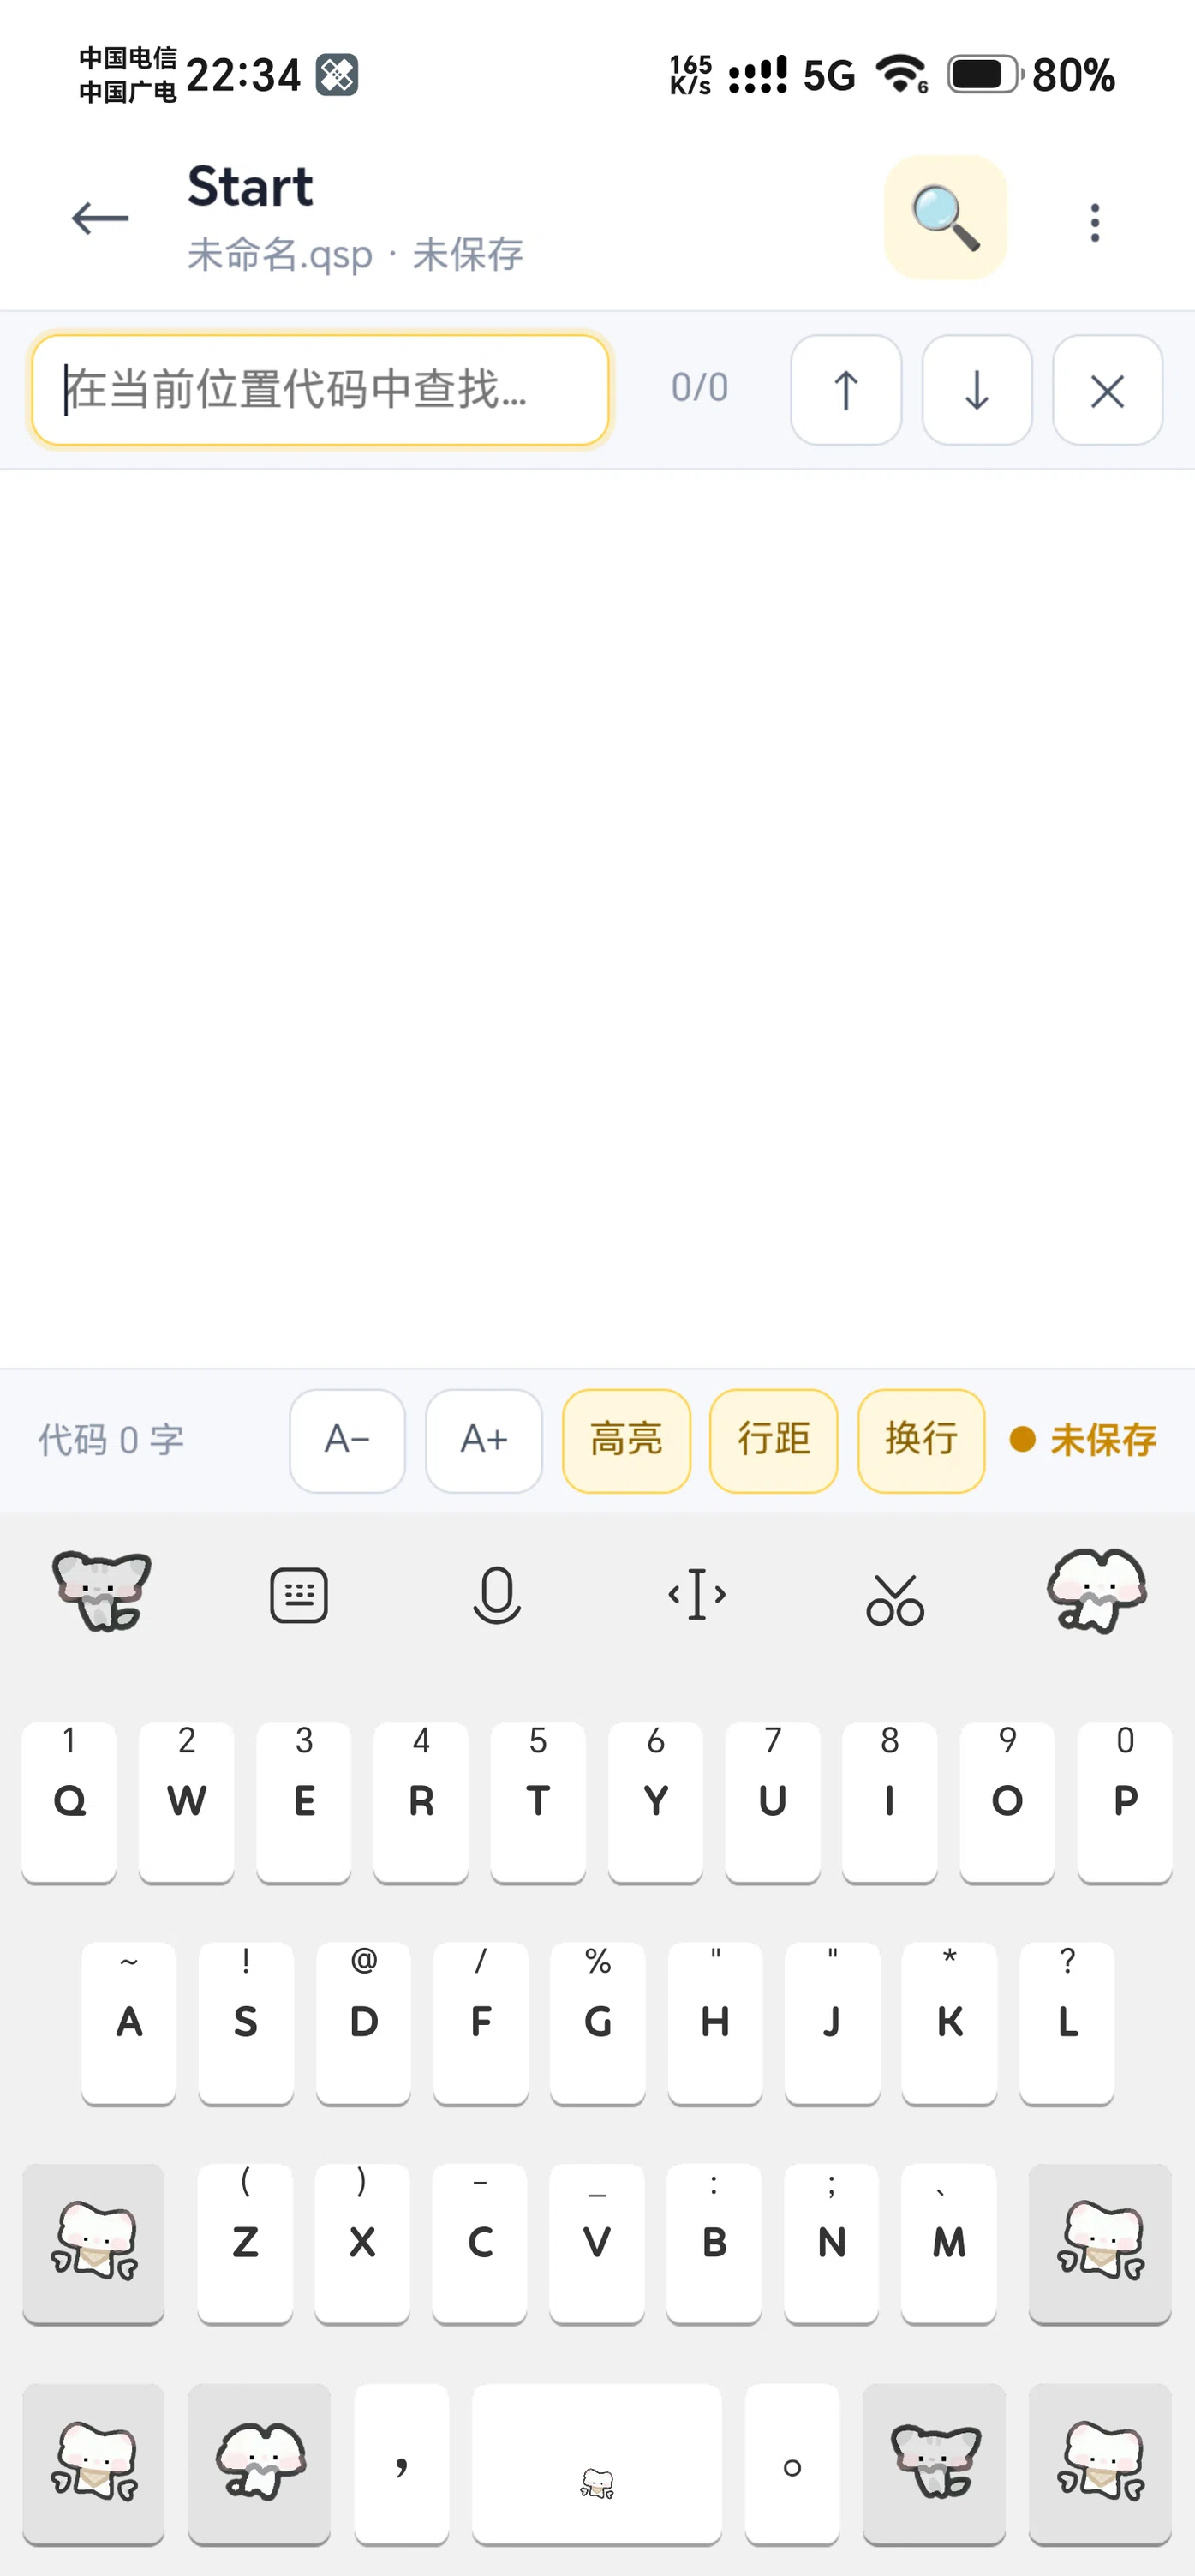 中国电信
中国广电
22:34
165
K/s
5G
6
80%
Start
未命名.qsp · 未保存
在当前位置代码中查找...
0/0
代码 0 字
A−
A+
高亮
行距
换行
未保存
1 2 3 4 5 6 7 8 9 0
Q W E R T Y U I O P
~ ! @ / % " " * ?
A S D F G H J K L
( ) - _ : ; 、
Z X C V B N M
， 。